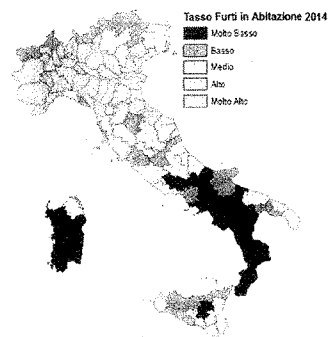 Tasso Furti in Abitazione 2014
Molto Basso
Basso
Medio
Alto
Molto Alto